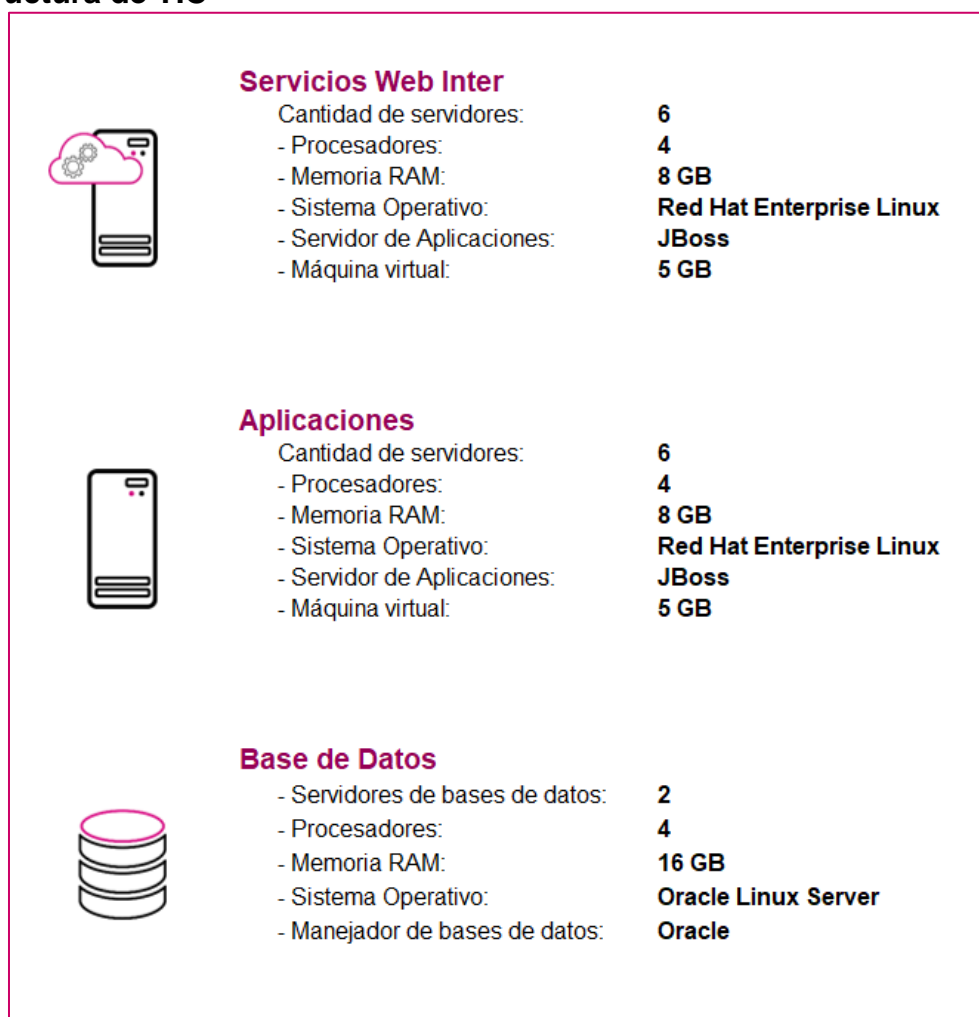 Servicios Web Inter
Cantidad de servidores: 6
- Procesadores: 4
- Memoria RAM: 8 GB
- Sistema Operativo: Red Hat Enterprise Linux
- Servidor de Aplicaciones: JBoss
- Máquina virtual: 5 GB
Aplicaciones
Cantidad de servidores: 6
- Procesadores: 4
- Memoria RAM: 8 GB
- Sistema Operativo: Red Hat Enterprise Linux
- Servidor de Aplicaciones: JBoss
- Máquina virtual: 5 GB
Base de Datos
- Servidores de bases de datos: 2
- Procesadores: 4
- Memoria RAM: 16 GB
- Sistema Operativo: Oracle Linux Server
- Manejador de bases de datos: Oracle